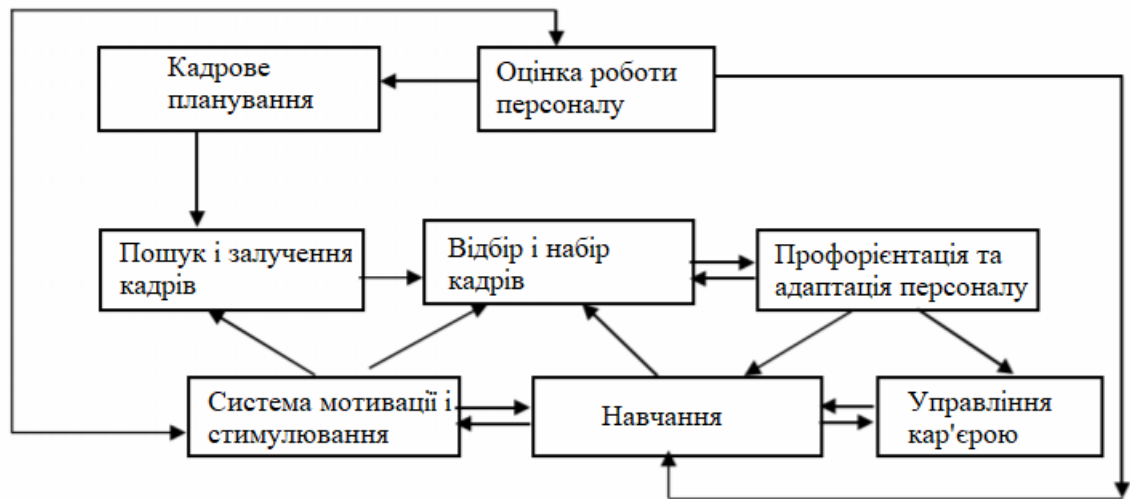 Кадрове
планування
Оцінка роботи
персоналу
Пошук і залучення
кадрів
Відбір і набір
кадрів
Профорієнтація та
адаптація персоналу
Система мотивації і
стимулювання
Навчання
Управління
кар'єрою